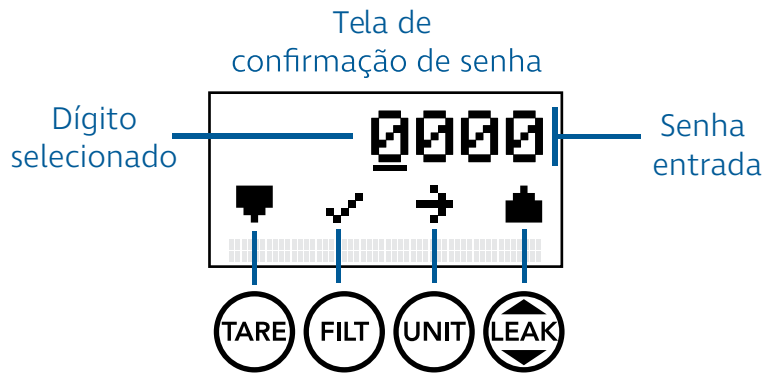 Tela de
confirmação de senha
Dígito
selecionado
0000
Senha
entrada
TARE
FILT
UNIT
LEAK